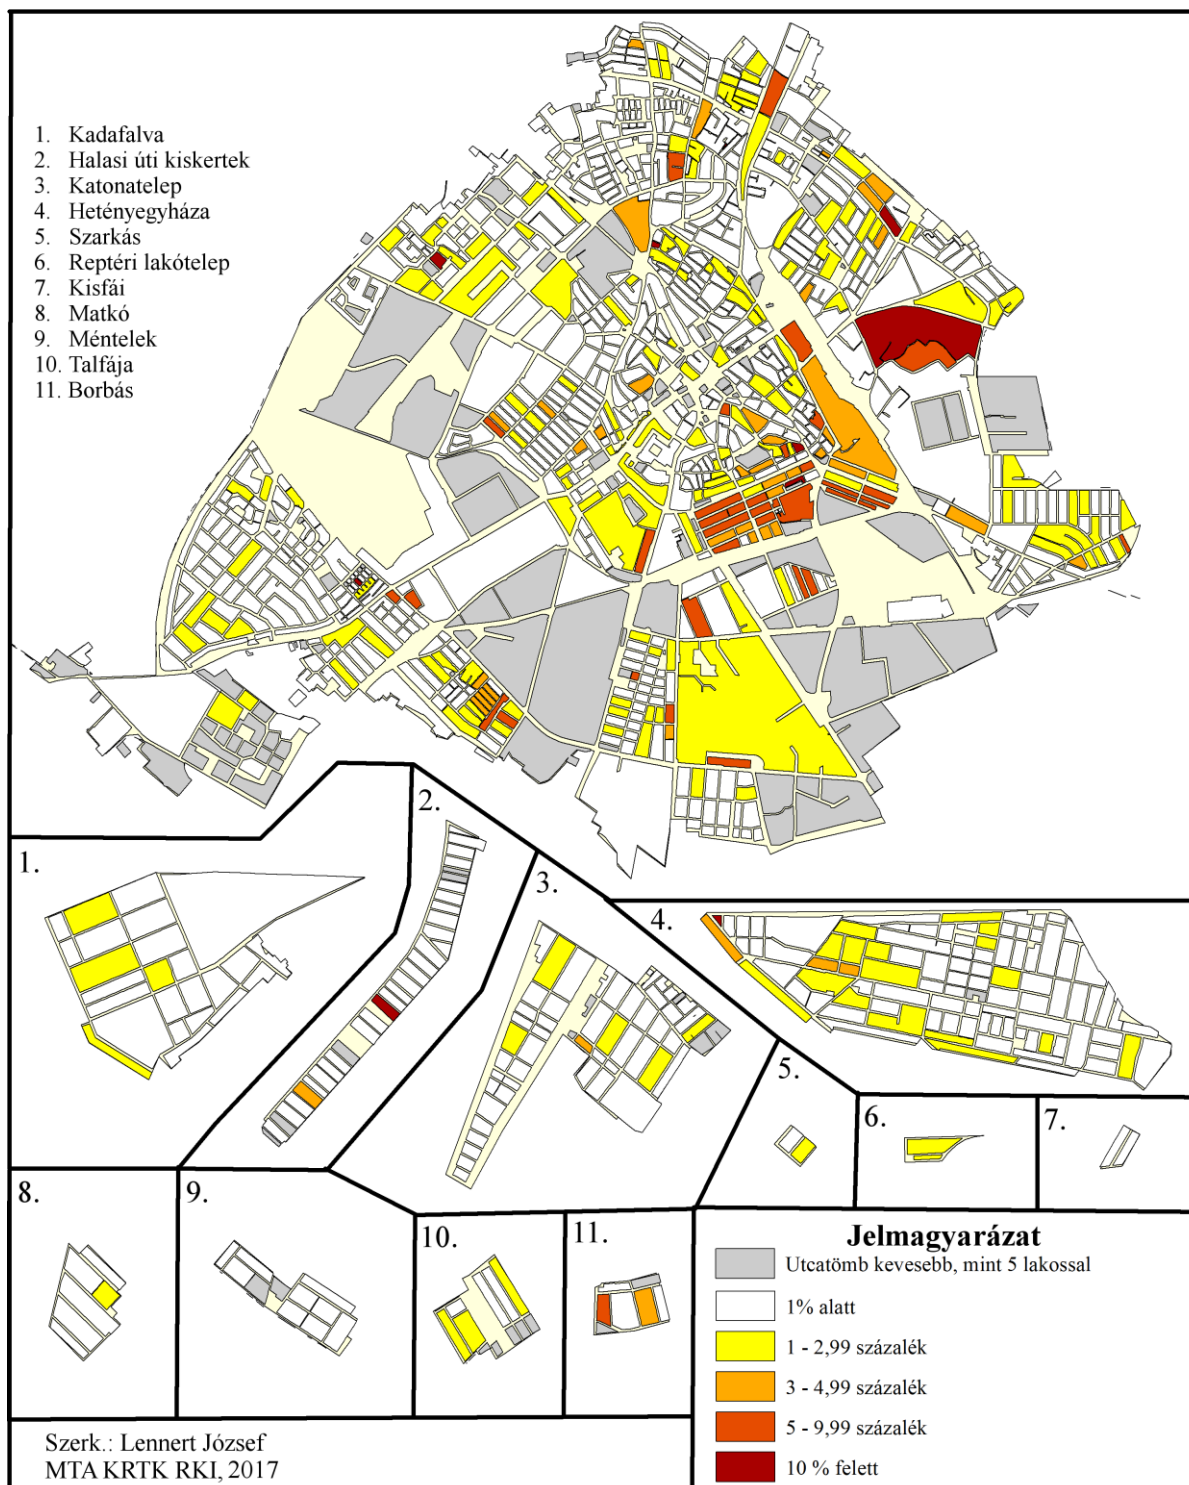 1. Kadafalva
2. Halasi úti kiskertek
3. Katonatelep
4. Hetényegyháza
5. Szarkás
6. Reptéri lakótelep
7. Kisfái
8. Matkó
9. Méntelek
10. Talfája
11. Borbás
1.
2.
3.
4.
5.
6.
7.
8.
9.
10.
11.
Jelmagyarázat
Utcatömb kevesebb, mint 5 lakossal
1% alatt
1 - 2,99 százalék
3 - 4,99 százalék
5 - 9,99 százalék
10 % felett
Szerk.: Lennert József
MTA KRTK RKI, 2017